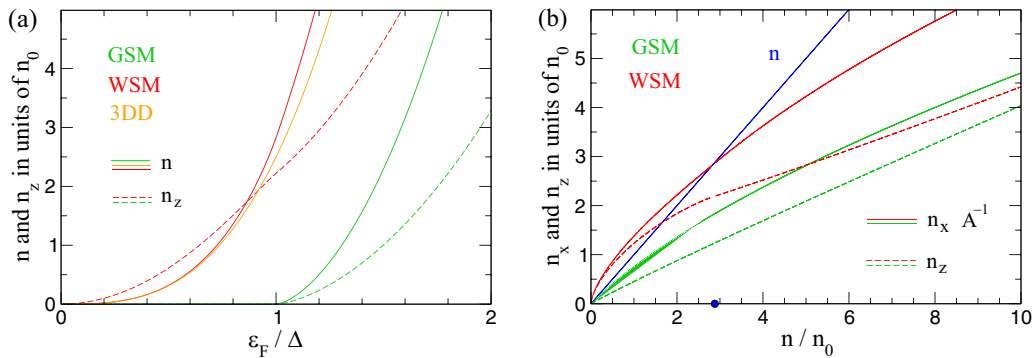 (a)
n and n_z in units of n_0
5
4
3
2
1
0
GSM
WSM
3DD
n
n_z
0
1
2
ε_F / Δ
(b)
n_x and n_z in units of n_0
5
4
3
2
1
0
GSM
WSM
n
n_x A^{-1}
n_z
0
2
4
6
8
10
n / n_0